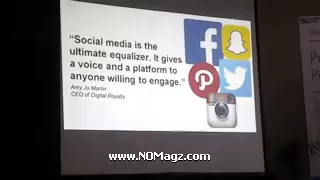 “Social media is the
ultimate equalizer. It gives
a voice and a platform to
anyone willing to engage.”
Amy Jo Martin
CEO of Digital Royalty
www.NOMagz.com